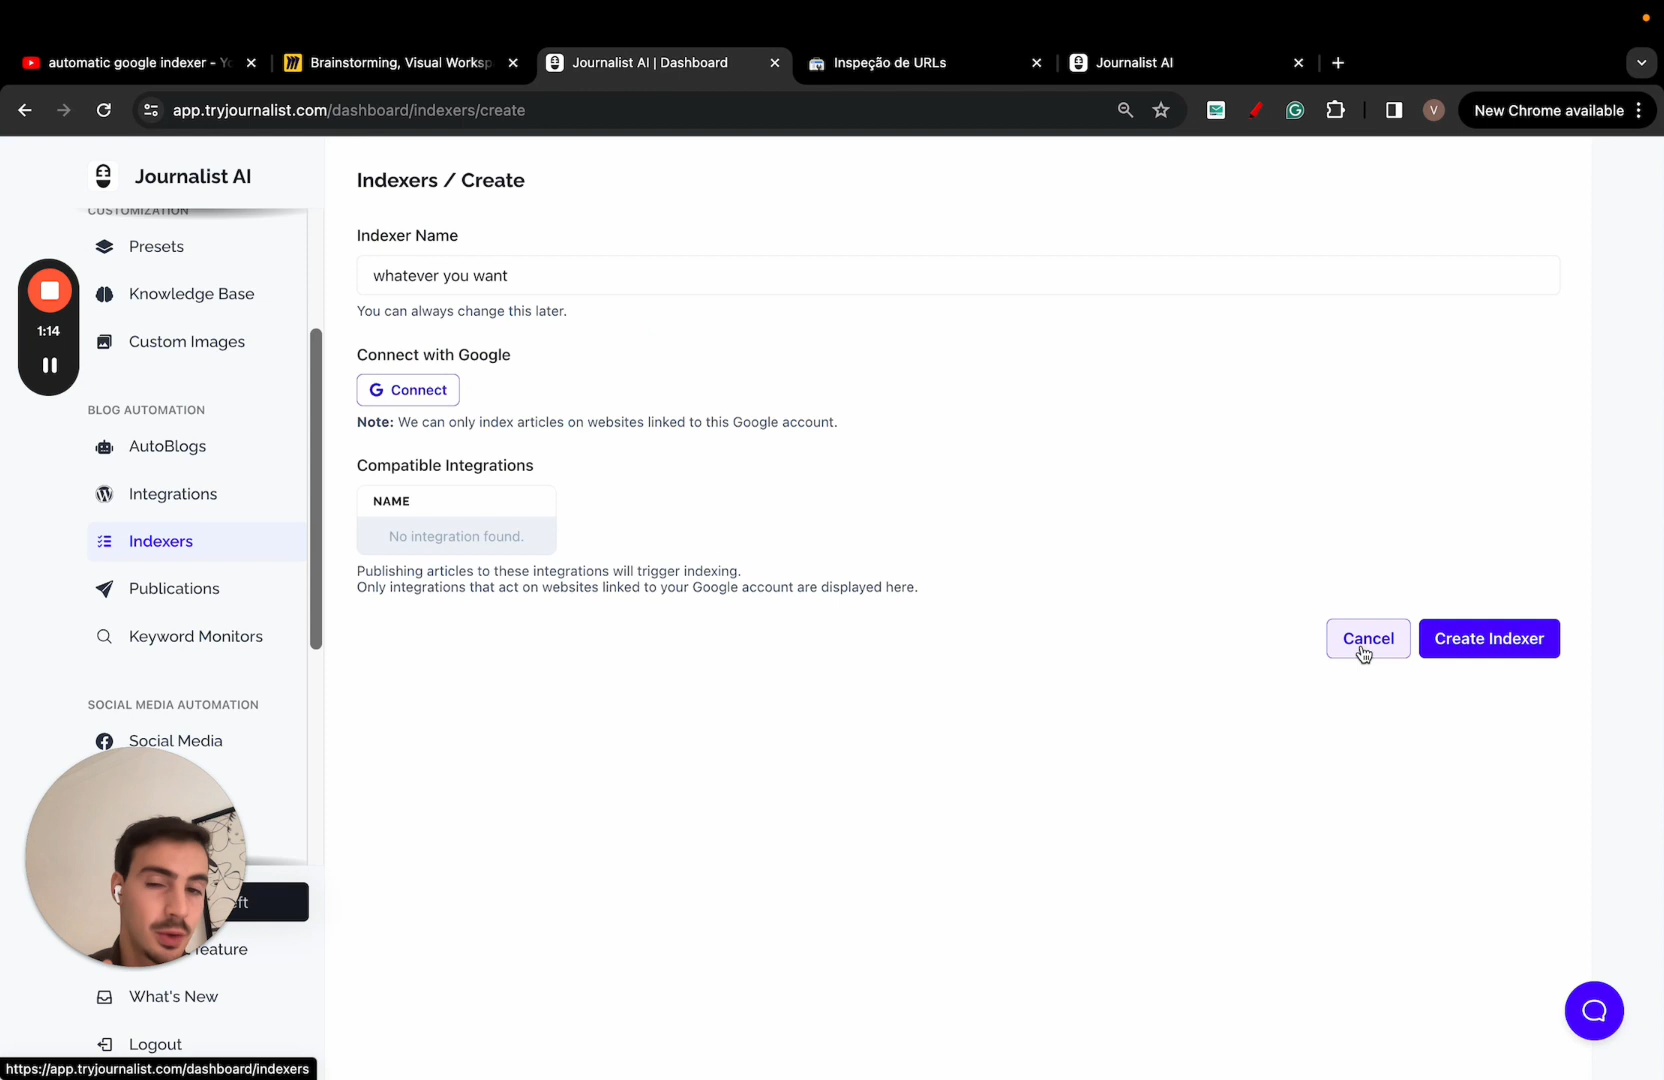 automatic google indexer - Yo
Brainstorming, Visual Worksp
Journalist AI | Dashboard
Inspeção de URLs
Journalist AI
app.tryjournalist.com/dashboard/indexers/create
V
New Chrome available
Journalist AI
CUSTOMIZATION
Presets
Knowledge Base
Custom Images
1:14
BLOG AUTOMATION
AutoBlogs
Integrations
Indexers
Publications
Keyword Monitors
SOCIAL MEDIA AUTOMATION
Social Media
ft
feature
What's New
Logout
https://app.tryjournalist.com/dashboard/indexers
Indexers / Create
Indexer Name
whatever you want
You can always change this later.
Connect with Google
G Connect
Note: We can only index articles on websites linked to this Google account.
Compatible Integrations
NAME
No integration found.
Publishing articles to these integrations will trigger indexing.
Only integrations that act on websites linked to your Google account are displayed here.
Cancel
Create Indexer